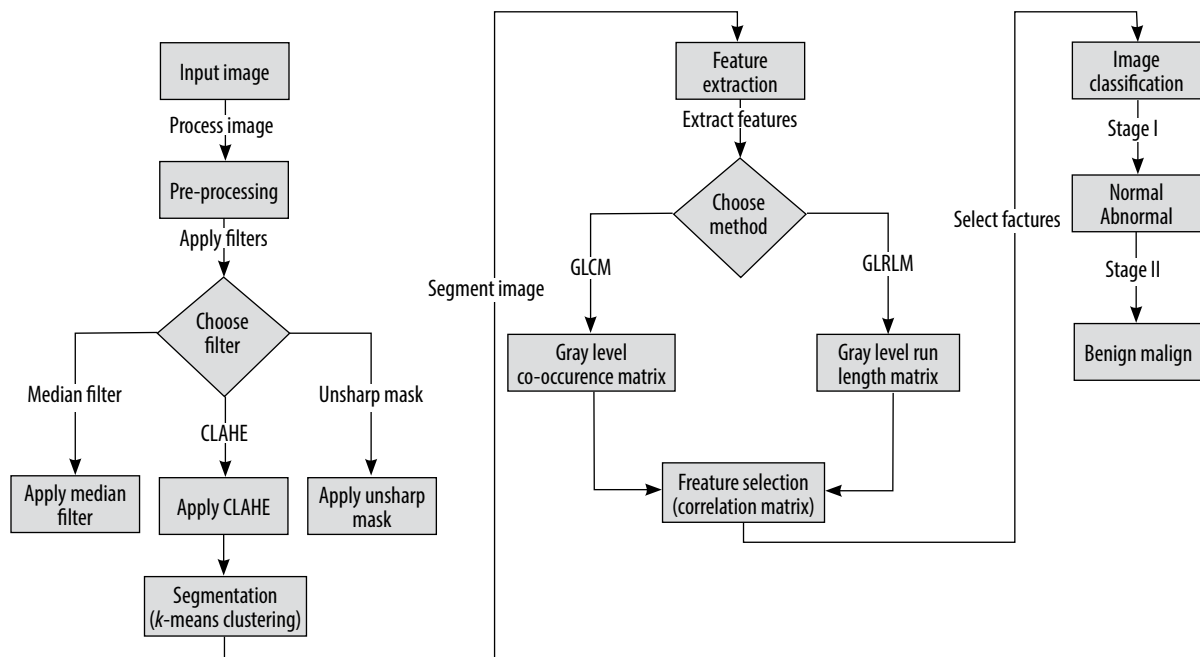 Input image
Process image
Pre-processing
Apply filters
Choose
filter
Median filter
CLAHE
Unsharp mask
Apply median
filter
Apply CLAHE
Apply unsharp
mask
Segmentation
(k-means clustering)
Segment image
Feature
extraction
Extract features
Choose
method
GLCM
GLRLM
Gray level
co-occurence matrix
Gray level run
length matrix
Freature selection
(correlation matrix)
Select factures
Image
classification
Stage I
Normal
Abnormal
Stage II
Benign malign